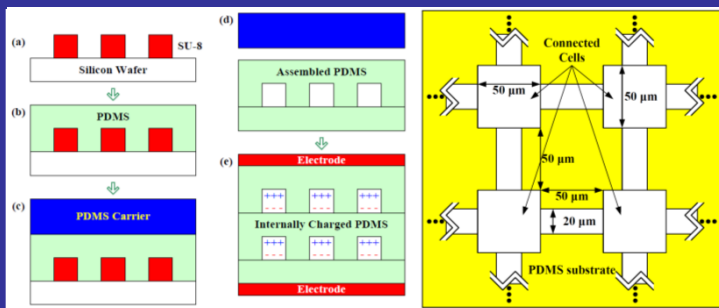 (a)
SU-8
Silicon Wafer
(b)
PDMS
(c)
PDMS Carrier
(d)
Assembled PDMS
(e)
Electrode
+++
+++
+++
---
---
---
Internally Charged PDMS
+++
+++
+++
---
---
---
Electrode
Connected
Cells
50 µm
50 µm
50 µm
50 µm
20 µm
PDMS substrate